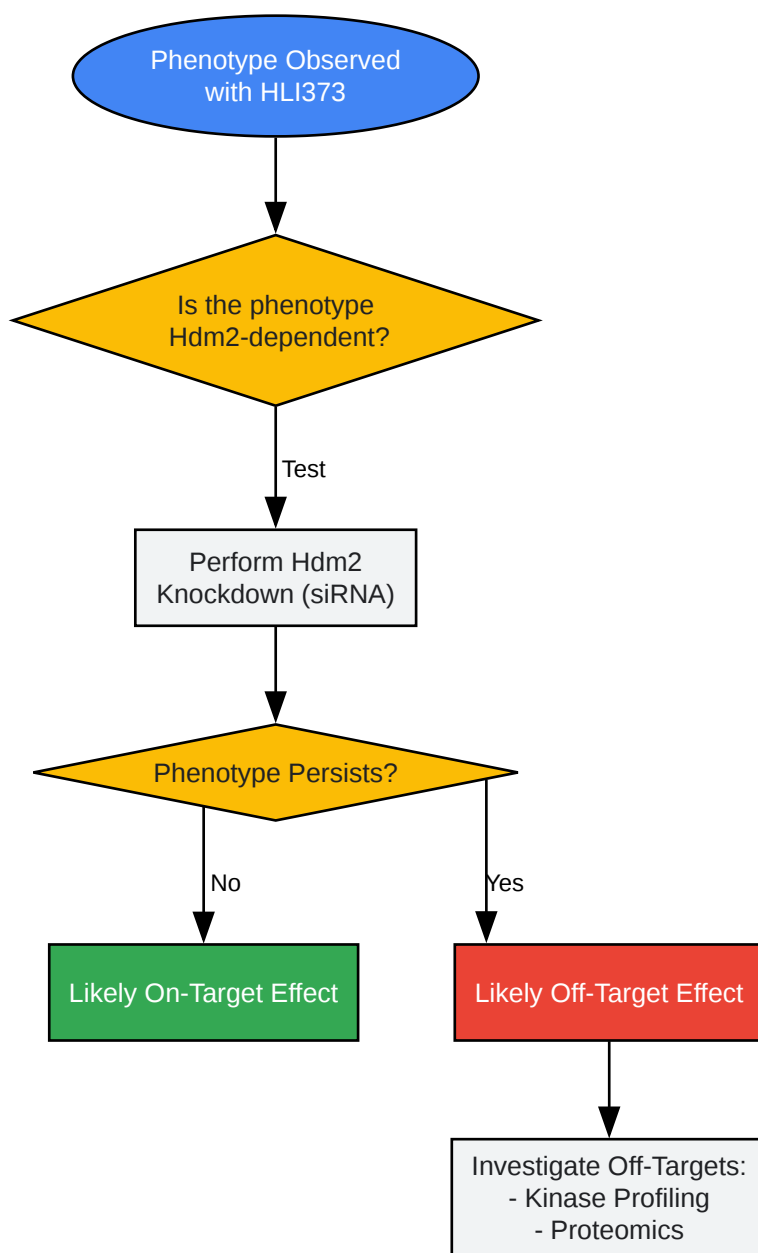 Phenotype Observed
with HLI373
Is the phenotype
Hdm2-dependent?
Test
Perform Hdm2
Knockdown (siRNA)
Phenotype Persists?
No
Yes
Likely On-Target Effect
Likely Off-Target Effect
Investigate Off-Targets:
- Kinase Profiling
- Proteomics